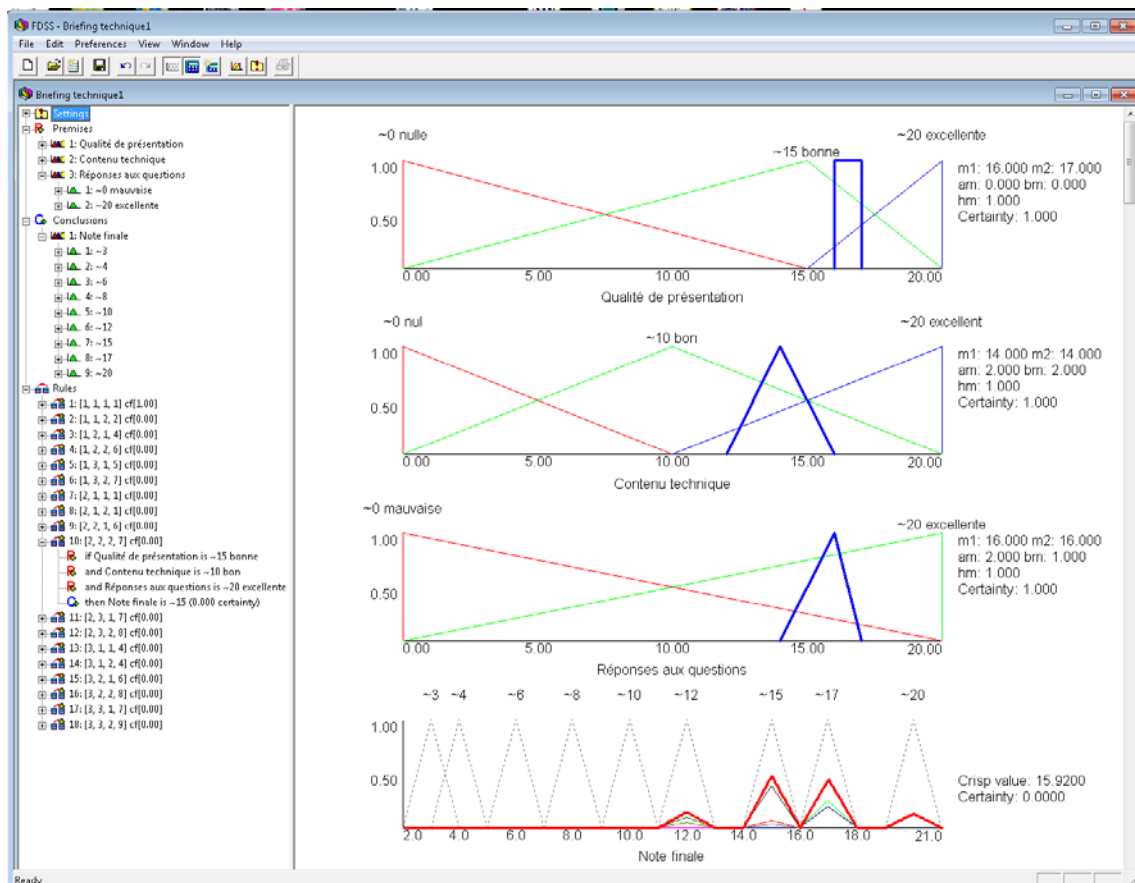 FDSS - Briefing technique1
File Edit Preferences View Window Help
Briefing technique1
Settings
Premises
1: Qualité de présentation
2: Contenu technique
3: Réponses aux questions
1: ~0 mauvaise
2: ~20 excellente
Conclusions
1: Note finale
1: ~3
2: ~4
3: ~6
4: ~8
5: ~10
6: ~12
7: ~15
8: ~17
9: ~20
Rules
1: [1, 1, 1, 1] cf[1.00]
2: [1, 1, 2, 2] cf[0.00]
3: [1, 2, 1, 4] cf[0.00]
4: [1, 2, 2, 6] cf[0.00]
5: [1, 3, 1, 5] cf[0.00]
6: [1, 3, 2, 7] cf[0.00]
7: [2, 1, 1, 1] cf[0.00]
8: [2, 1, 2, 1] cf[0.00]
9: [2, 2, 1, 6] cf[0.00]
10: [2, 2, 2, 7] cf[0.00]
if Qualité de présentation is ~15 bonne
and Contenu technique is ~10 bon
and Réponses aux questions is ~20 excellente
then Note finale is ~15 (0.000 certainty)
11: [2, 3, 1, 7] cf[0.00]
12: [2, 3, 2, 8] cf[0.00]
13: [3, 1, 1, 4] cf[0.00]
14: [3, 1, 2, 4] cf[0.00]
15: [3, 2, 1, 6] cf[0.00]
16: [3, 2, 2, 8] cf[0.00]
17: [3, 3, 1, 7] cf[0.00]
18: [3, 3, 2, 9] cf[0.00]
~0 nulle
~15 bonne
~20 excellente
1.00
0.50
0.00 5.00 10.00 15.00 20.00
Qualité de présentation
m1: 16.000 m2: 17.000
am: 0.000 bm: 0.000
hm: 1.000
Certainty: 1.000
~0 nul
~10 bon
~20 excellent
1.00
0.50
0.00 5.00 10.00 15.00 20.00
Contenu technique
m1: 14.000 m2: 14.000
am: 2.000 bm: 2.000
hm: 1.000
Certainty: 1.000
~0 mauvaise
~20 excellente
1.00
0.50
0.00 5.00 10.00 15.00 20.00
Réponses aux questions
m1: 16.000 m2: 16.000
am: 2.000 bm: 1.000
hm: 1.000
Certainty: 1.000
~3 ~4 ~6 ~8 ~10 ~12 ~15 ~17 ~20
1.00
0.50
2.0 4.0 6.0 8.0 10.0 12.0 14.0 16.0 18.0 21.0
Note finale
Crisp value: 15.9200
Certainty: 0.0000
Ready